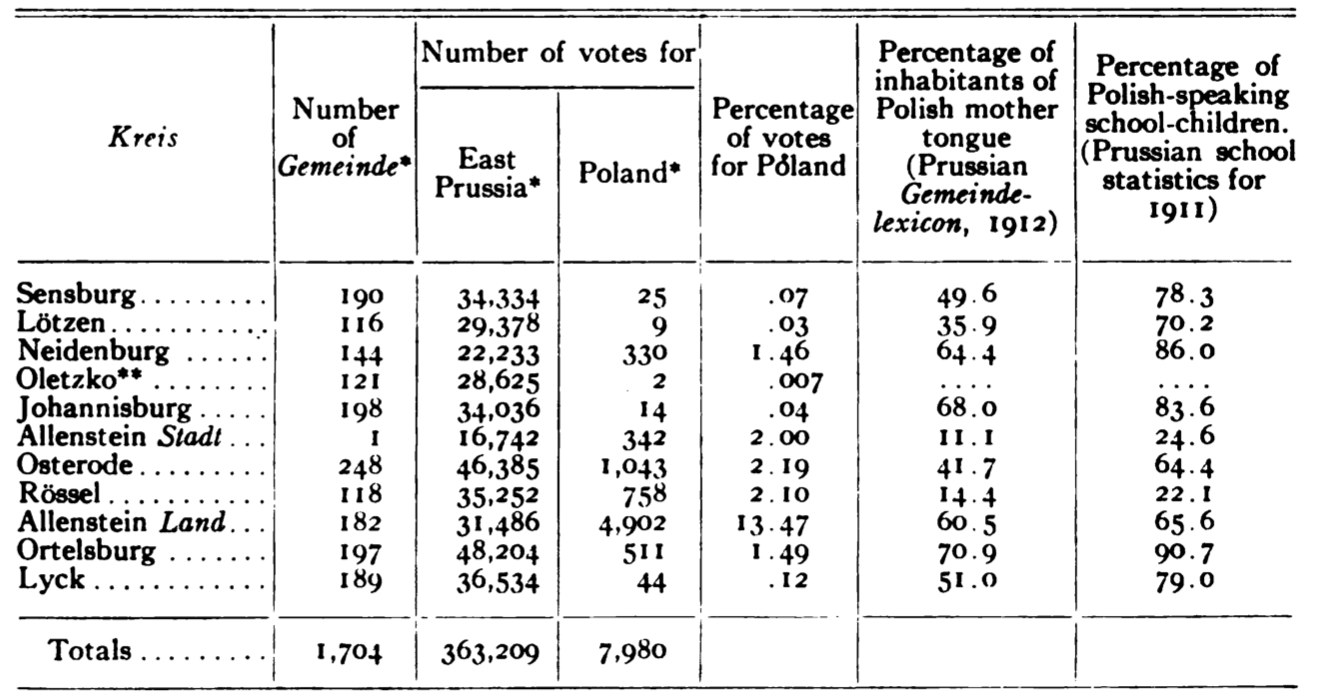 Kreis
Number
of
Gemeinde*
Number of votes for
East
Prussia*
Poland*
Percentage
of votes
for Poland
Percentage of
inhabitants of
Polish mother
tongue
(Prussian
Gemeinde-
lexicon, 1912)
Percentage of
Polish-speaking
school-children.
(Prussian school
statistics for
1911)
Sensburg......... 190 34,334 25 .07 49.6 78.3
Lötzen........... 116 29,378 9 .03 35.9 70.2
Neidenburg ...... 144 22,233 330 1.46 64.4 86.0
Oletzko** ........ 121 28,625 2 .007 .... ....
Johannisburg ..... 198 34,036 14 .04 68.0 83.6
Allenstein Stadt ... 1 16,742 342 2.00 11.1 24.6
Osterode......... 248 46,385 1,043 2.19 41.7 64.4
Rössel........... 118 35,252 758 2.10 14.4 22.1
Allenstein Land... 182 31,486 4,902 13.47 60.5 65.6
Ortelsburg ....... 197 48,204 511 1.49 70.9 90.7
Lyck............ 189 36,534 44 .12 51.0 79.0
Totals......... 1,704 363,209 7,980